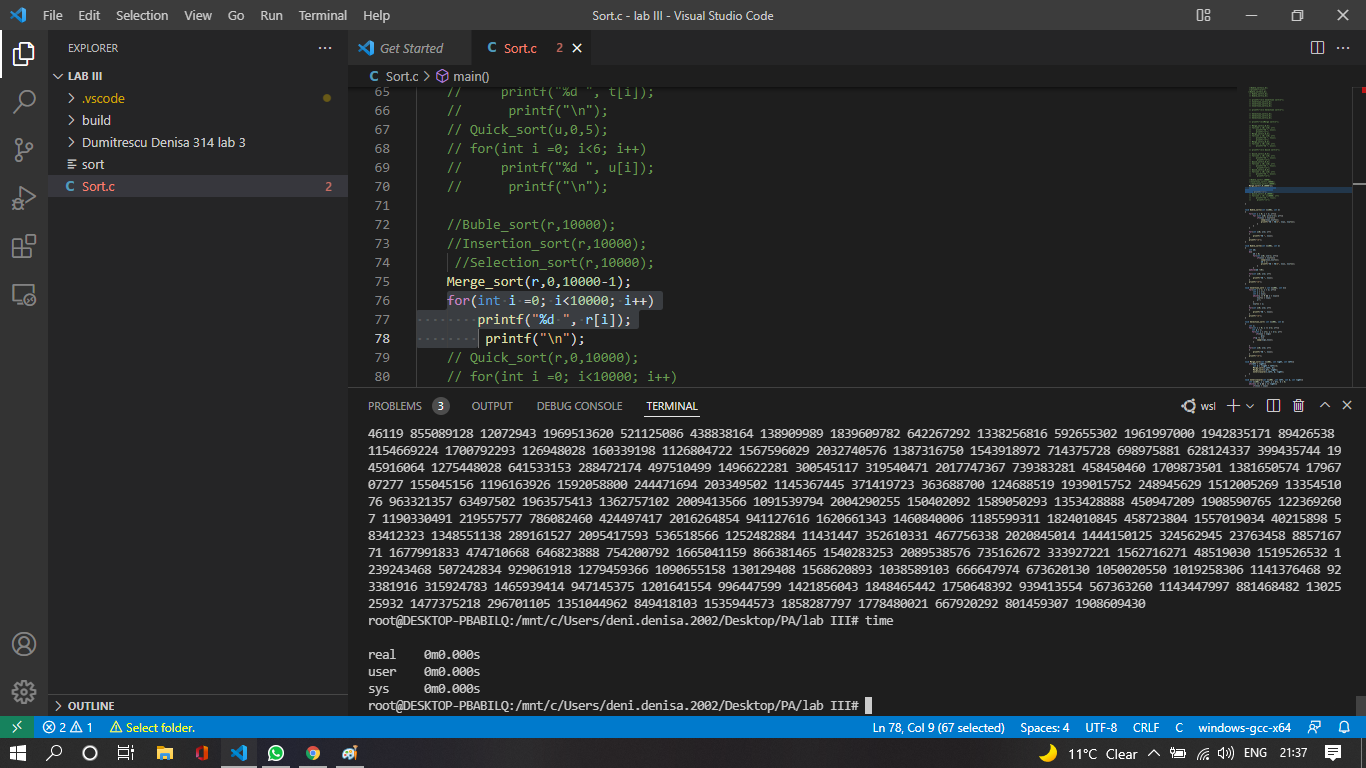 File Edit Selection View Go Run Terminal Help
Sort.c - lab III - Visual Studio Code
EXPLORER
LAB III
.vscode
build
Dumitrescu Denisa 314 lab 3
sort
C Sort.c 2
Get Started
C Sort.c 2
C Sort.c > main()
65 // printf("%d ", t[i]);
66 // printf("\n");
67 // Quick_sort(u,0,5);
68 // for(int i =0; i<6; i++)
69 // printf("%d ", u[i]);
70 // printf("\n");
71
72 //Buble_sort(r,10000);
73 //Insertion_sort(r,10000);
74 //Selection_sort(r,10000);
75 Merge_sort(r,0,10000-1);
76 for(int i =0; i<10000; i++)
77 printf("%d ", r[i]);
78 printf("\n");
79 // Quick_sort(r,0,10000);
80 // for(int i =0; i<10000; i++)
PROBLEMS 3 OUTPUT DEBUG CONSOLE TERMINAL
wsl
46119 855089128 12072943 1969513620 521125086 438838164 138909989 1839609782 642267292 1338256816 592655302 1961997000 1942835171 89426538
1154669224 1700792293 126948028 160339198 1126804722 1567596029 2032740576 1387316750 1543918972 714375728 698975881 628124337 399435744 19
45916064 1275448028 641533153 288472174 497510499 1496622281 300545117 319540471 2017747367 739383281 458450460 1709873501 1381650574 17967
07277 155045156 1196163926 1592058800 244471694 203349502 1145367445 371419723 363688700 124688519 1939015752 248945629 1512005269 13354510
76 963321357 63497502 1963575413 1362757102 2009413566 1091539794 2004290255 150402092 1589050293 1353428888 450947209 1908590765 122369260
7 1190330491 219557577 786082460 424497417 2016264854 941127616 1620661343 1460840006 1185599311 1824010845 458723804 1557019034 40215898 5
83412323 1348551138 289161527 2095417593 536518566 1252482884 11431447 352610331 467756338 2020845014 1444150125 324562945 23763458 8857167
71 1677991833 474710668 646823888 754200792 1665041159 866381465 1540283253 2089538576 735162672 333927221 1562716271 48519030 1519526532 1
239243468 507242834 929061918 1279459366 1090655158 130129408 1568620893 1038589103 666647974 673620130 1050020550 1019258306 1141376468 92
3381916 315924783 1465939414 947145375 1201641554 996447599 1421856043 1848465442 1750648392 939413554 567363260 1143447997 881468482 13025
25932 1477375218 296701105 1351044962 849418103 1535944573 1858287797 1778480021 667920292 801459307 1908609430
root@DESKTOP-PBABILQ:/mnt/c/Users/deni.denisa.2002/Desktop/PA/lab III# time
real 0m0.000s
user 0m0.000s
sys 0m0.000s
root@DESKTOP-PBABILQ:/mnt/c/Users/deni.denisa.2002/Desktop/PA/lab III#
OUTLINE
2 1 Select folder.
Ln 78, Col 9 (67 selected) Spaces: 4 UTF-8 CRLF C windows-gcc-x64
11°C Clear ENG 21:37